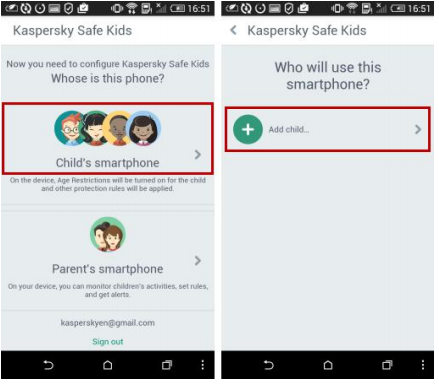 16:51
Kaspersky Safe Kids
Now you need to configure Kaspersky Safe Kids
Whose is this phone?
Child's smartphone
On the device, Age Restrictions will be turned on for the child
and other protection rules will be applied.
Parent's smartphone
On your device, you can monitor children's activities, set rules,
and get alerts.
kasperskyen@gmail.com
Sign out
16:51
Kaspersky Safe Kids
Who will use this
smartphone?
Add child...